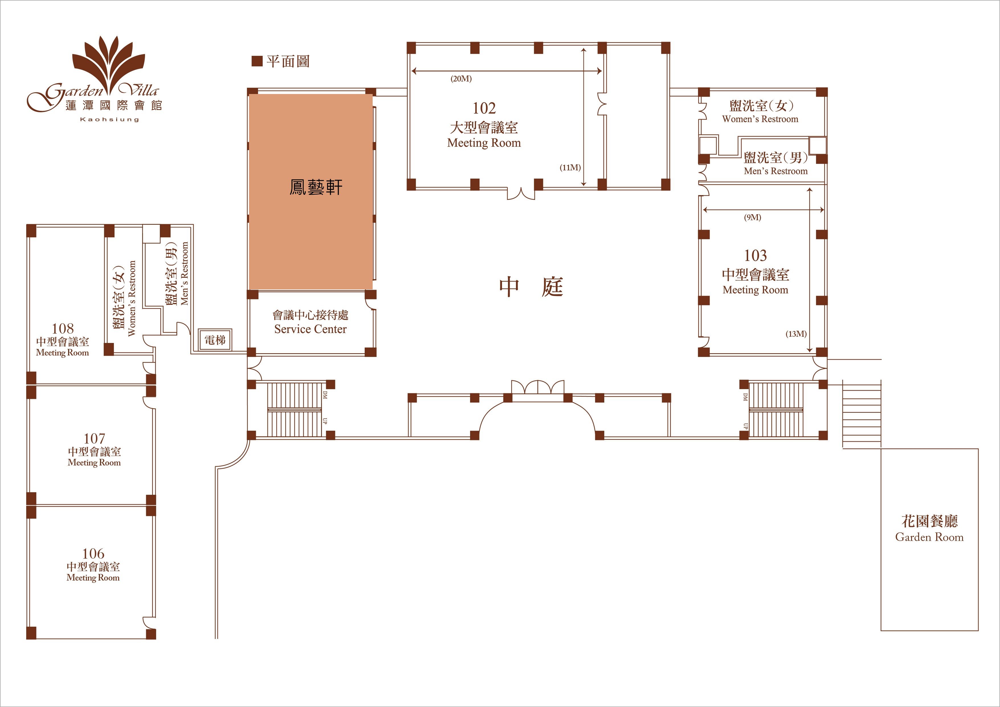 Garden Villa
蓮潭國際會館
Kaohsiung
平面圖
(20M)
102
大型會議室
Meeting Room
(11M)
盥洗室(女)
Women's Restroom
盥洗室(男)
Men's Restroom
鳳藝軒
(9M)
103
中型會議室
Meeting Room
(13M)
中庭
會議中心接待處
Service Center
盥洗室(男)
Men's Restroom
盥洗室(女)
Women's Restroom
電梯
108
中型會議室
Meeting Room
DM
UP
DM
UP
107
中型會議室
Meeting Room
106
中型會議室
Meeting Room
花園餐廳
Garden Room